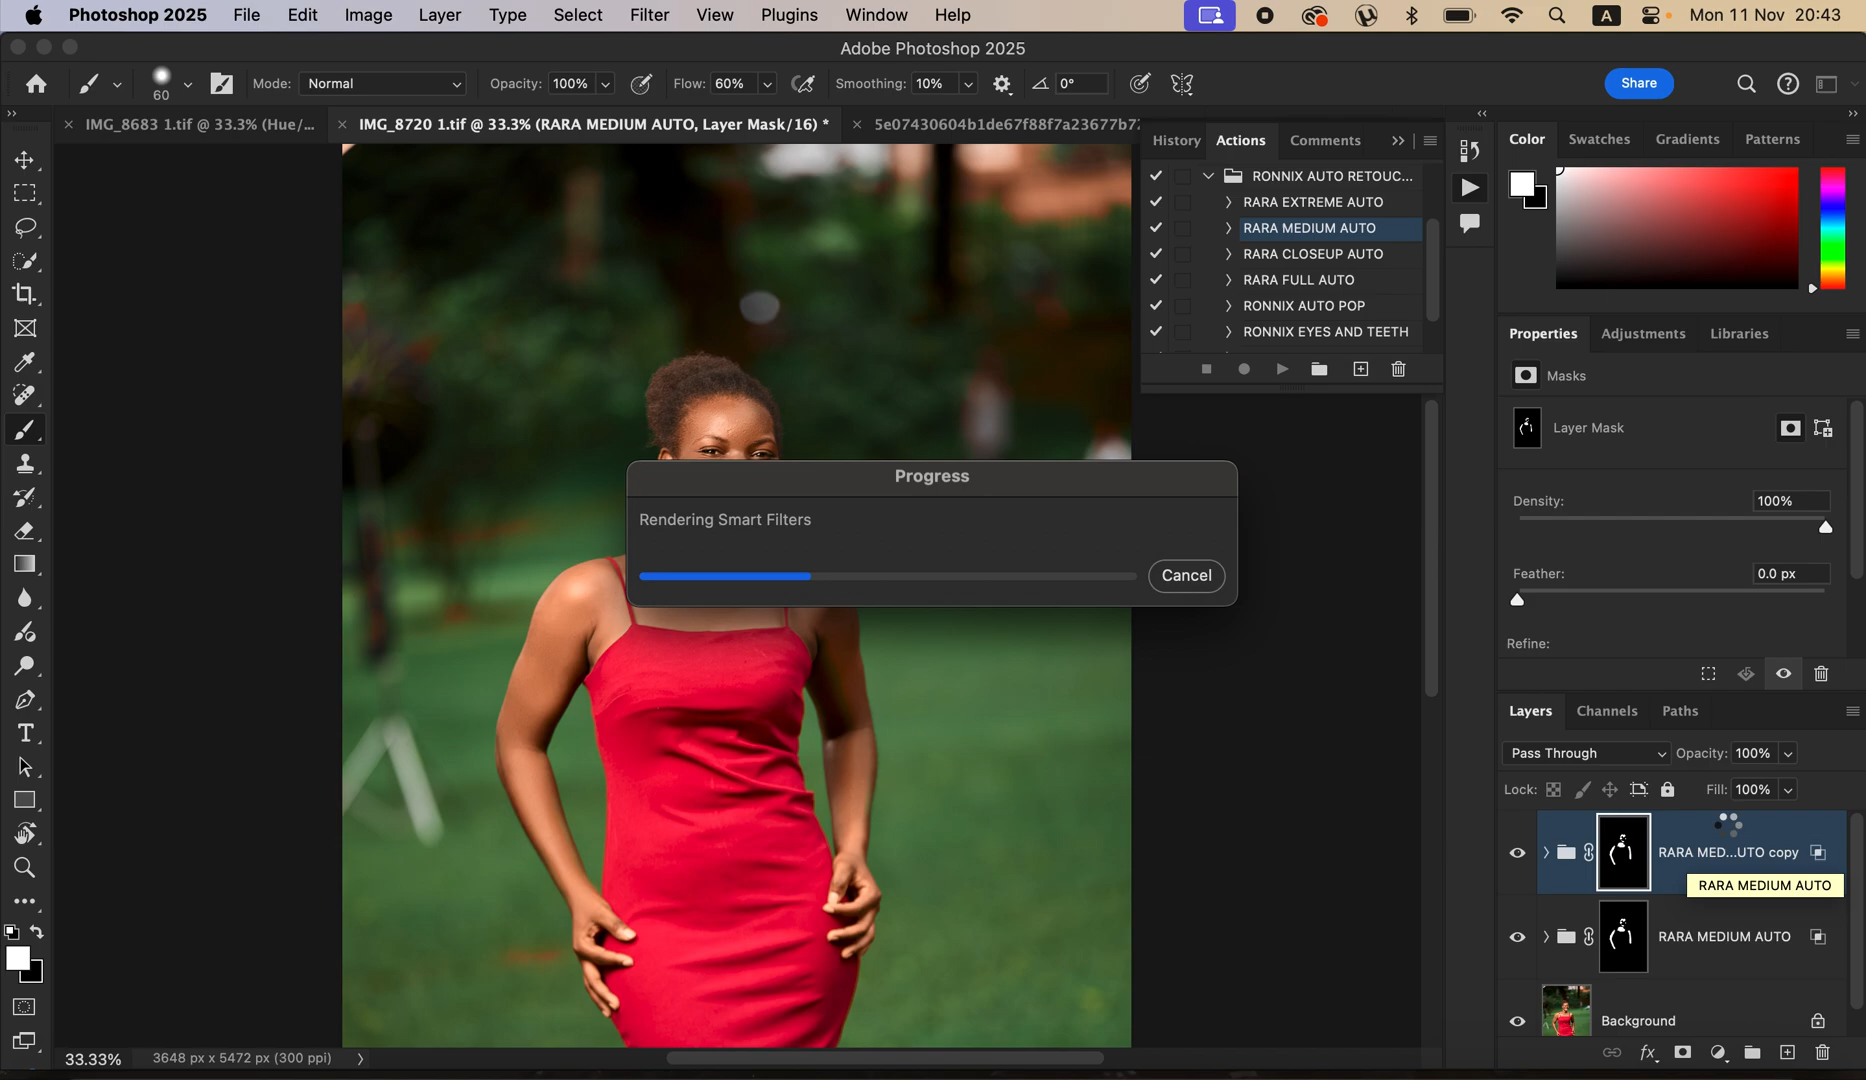 Photoshop 2025 File Edit Image Layer Type Select Filter View Plugins Window Help A Mon 11 Nov 20:43
Adobe Photoshop 2025
60 Mode: Normal Opacity: 100% Flow: 60% Smoothing: 10% 0° Share
IMG_8683 1.tif @ 33.3% (Hue/... IMG_8720 1.tif @ 33.3% (RARA MEDIUM AUTO, Layer Mask/16) * 5e07430604b1de67f88f7a23677b72
History Actions Comments
RONNIX AUTO RETOUC...
RARA EXTREME AUTO
RARA MEDIUM AUTO
RARA CLOSEUP AUTO
RARA FULL AUTO
RONNIX AUTO POP
RONNIX EYES AND TEETH
Color Swatches Gradients Patterns
Properties Adjustments Libraries
Masks
Layer Mask
Density: 100%
Feather: 0.0 px
Refine:
Progress
Rendering Smart Filters
Cancel
Layers Channels Paths
Pass Through Opacity: 100%
Lock: Fill: 100%
RARA MED...UTO copy
RARA MEDIUM AUTO
RARA MEDIUM AUTO
Background
fx
33.33% 3648 px x 5472 px (300 ppi)